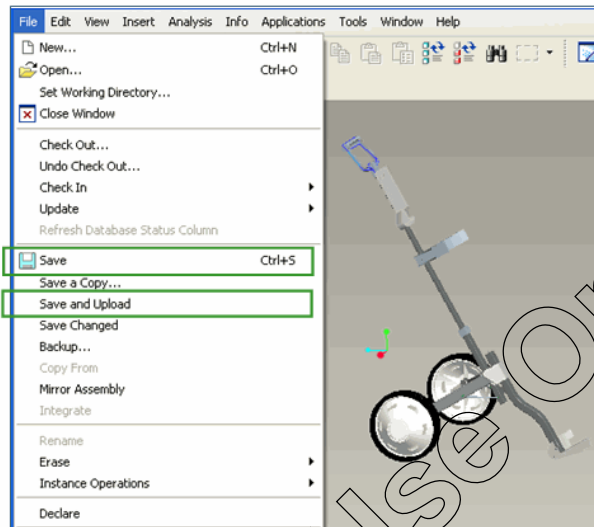 File Edit View Insert Analysis Info Applications Tools Window Help
New... Ctrl+N
Open... Ctrl+O
Set Working Directory...
Close Window
Check Out...
Undo Check Out...
Check In
Update
Refresh Database Status Column
Save Ctrl+S
Save a Copy...
Save and Upload
Save Changed
Backup...
Copy From
Mirror Assembly
Integrate
Rename
Erase
Instance Operations
Declare